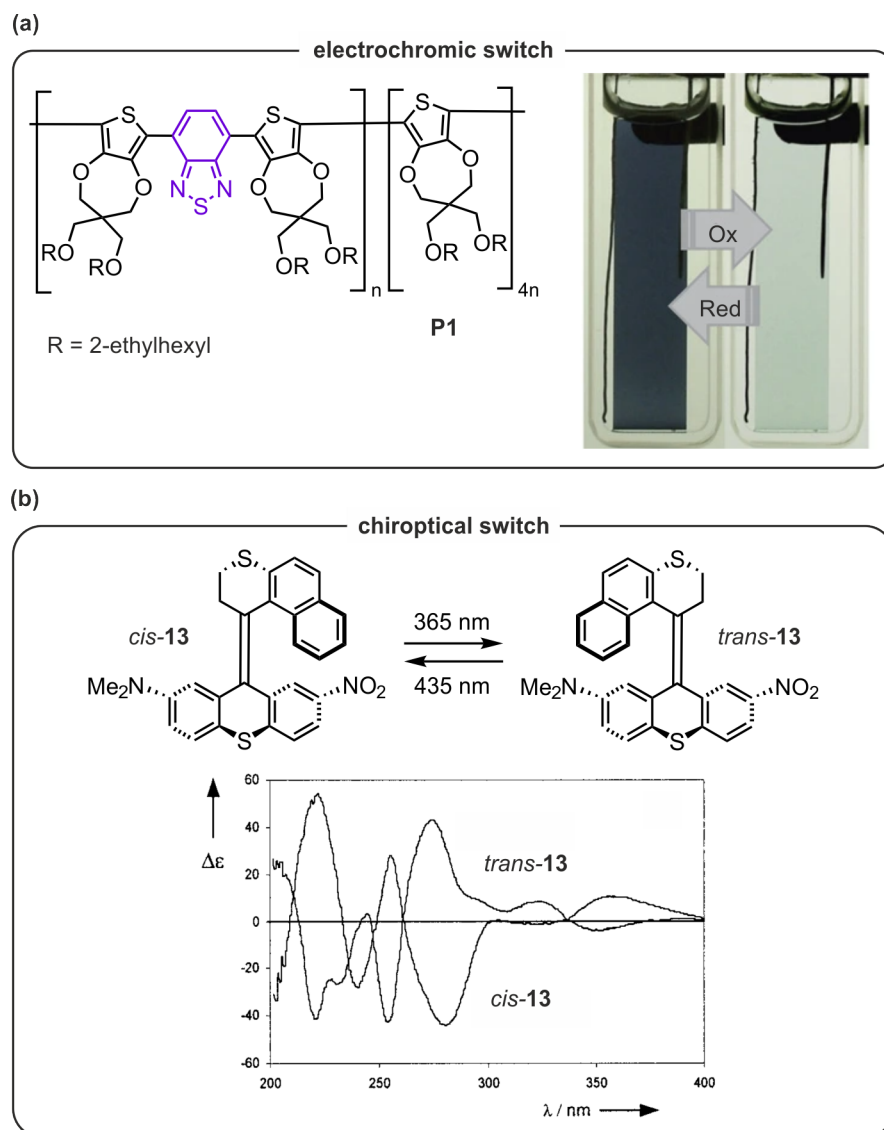 (a)
electrochromic switch
S
S
S
O
O
N
N
S
O
O
O
O
RO
RO
OR
OR
OR
OR
n
4n
P1
R = 2-ethylhexyl
Ox
Red
(b)
chiroptical switch
S
S
cis-13
365 nm
435 nm
trans-13
Me2N
NO2
Me2N
NO2
S
S
60
40
20
0
-20
-40
-60
Δε
trans-13
cis-13
200
250
300
350
400
λ / nm